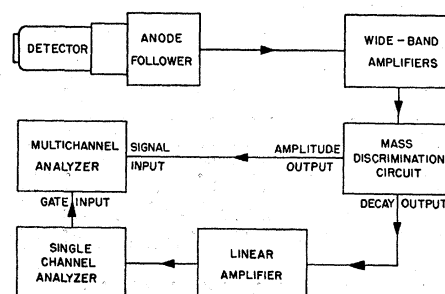 DETECTOR
ANODE
FOLLOWER
WIDE-BAND
AMPLIFIERS
MULTICHANNEL
ANALYZER
SIGNAL
INPUT
AMPLITUDE
OUTPUT
MASS
DISCRIMINATION
CIRCUIT
GATE INPUT
DECAY OUTPUT
SINGLE
CHANNEL
ANALYZER
LINEAR
AMPLIFIER